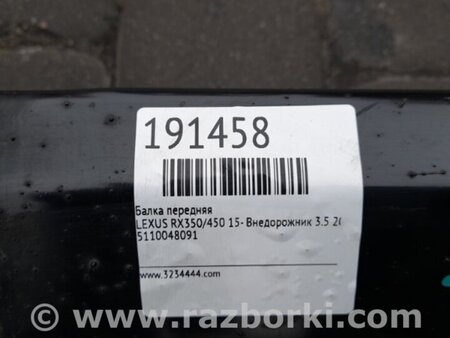 191458
Балка передняя
LEXUS RX350/450 15- Внедорожник 3.5
5110048091
www.3234444.com
© www.razborki.com